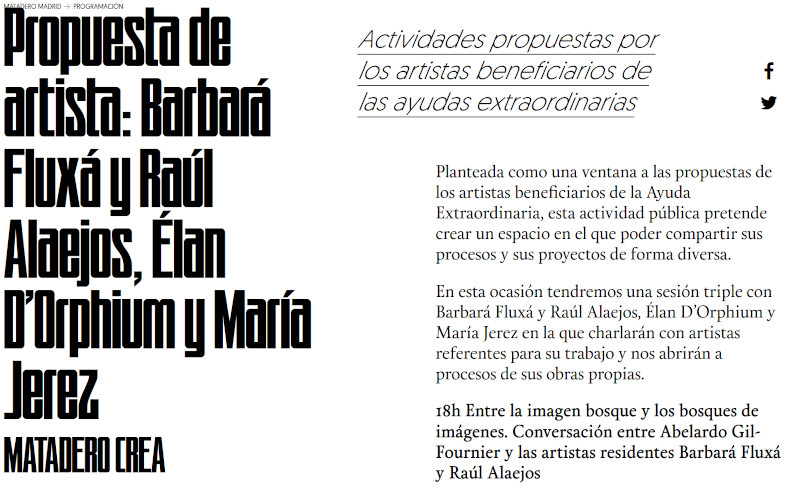 MATADERO MADRID → PROGRAMACIÓN
Propuesta de
artista: Barbará
Fluxá y Raúl
Alaejos, Élan
D'Orphium y María
Jerez
MATADERO CREA
Actividades propuestas por
los artistas beneficiarios de
las ayudas extraordinarias
Planteada como una ventana a las propuestas de
los artistas beneficiarios de la Ayuda
Extraordinaria, esta actividad pública pretende
crear un espacio en el que poder compartir sus
procesos y sus proyectos de forma diversa.
En esta ocasión tendremos una sesión triple con
Barbará Fluxá y Raúl Alaejos, Élan D'Orphium y
María Jerez en la que charlarán con artistas
referentes para su trabajo y nos abrirán a
procesos de sus obras propias.
18h Entre la imagen bosque y los bosques de
imágenes. Conversación entre Abelardo Gil-
Fournier y las artistas residentes Barbará Fluxá
y Raúl Alaejos